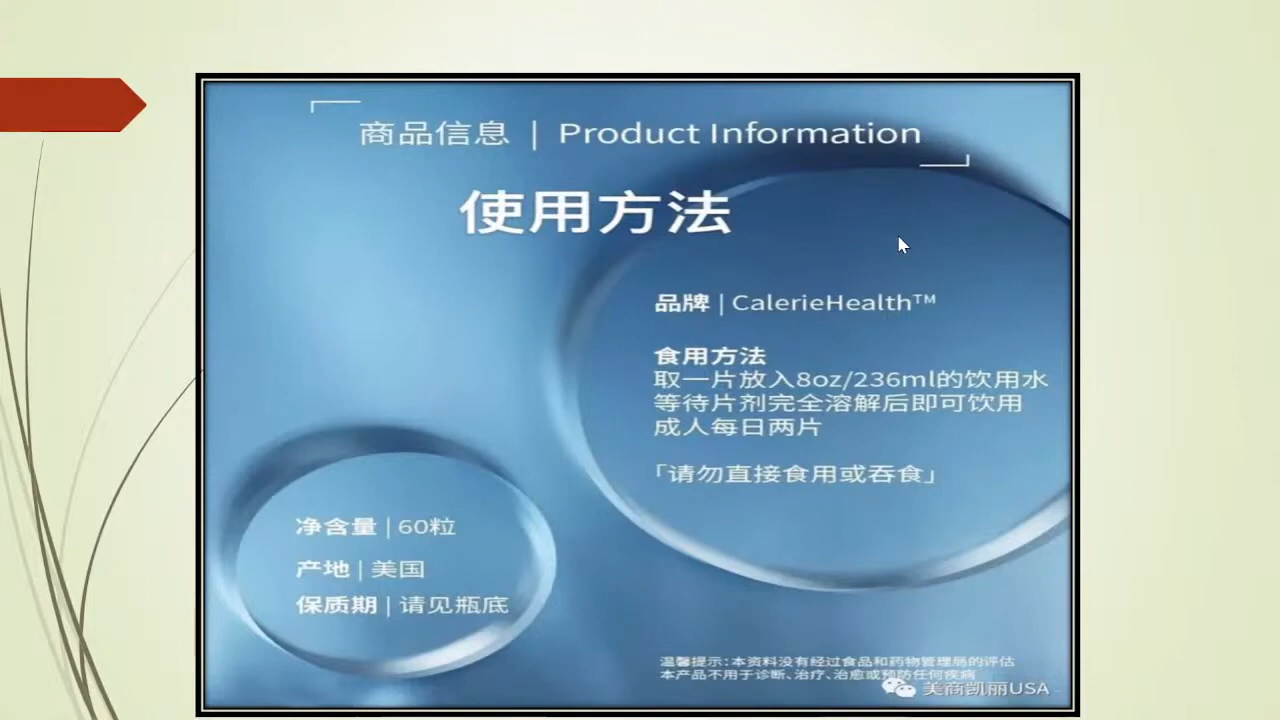 商品信息 | Product Information
使用方法
品牌 | CalerieHealth™
食用方法
取一片放入8oz/236ml的饮用水
等待片剂完全溶解后即可饮用
成人每日两片
「请勿直接食用或吞食」
净含量 | 60粒
产地 | 美国
保质期 | 请见瓶底
温馨提示：本资料没有经过食品和药物管理局的评估
本产品不用于诊断、治疗、治愈或预防任何疾病
美商凯丽USA